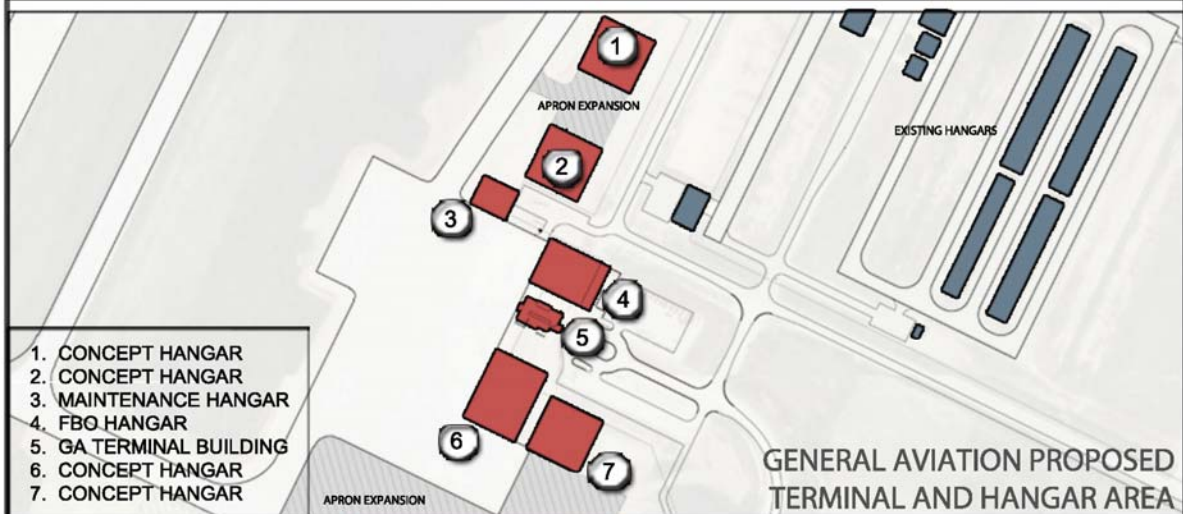 1
APRON EXPANSION
EXISTING HANGARS
2
3
4
5
1. CONCEPT HANGAR
2. CONCEPT HANGAR
3. MAINTENANCE HANGAR
4. FBO HANGAR
5. GA TERMINAL BUILDING
6. CONCEPT HANGAR
7. CONCEPT HANGAR
6
7
APRON EXPANSION
GENERAL AVIATION PROPOSED
TERMINAL AND HANGAR AREA